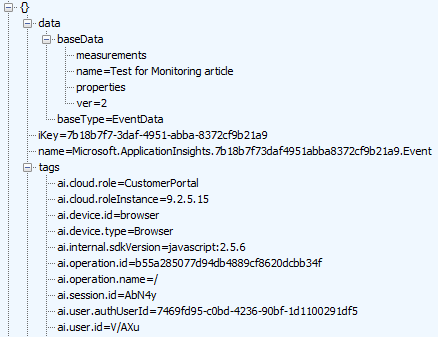 {}
data
baseData
measurements
name=Test for Monitoring article
properties
ver=2
baseType=EventData
iKey=7b18b7f7-3daf-4951-abba-8372cf9b21a9
name=Microsoft.ApplicationInsights.7b18b7f73daf4951abba8372cf9b21a9.Event
tags
ai.cloud.role=CustomerPortal
ai.cloud.roleInstance=9.2.5.15
ai.device.id=browser
ai.device.type=Browser
ai.internal.sdkVersion=javascript:2.5.6
ai.operation.id=b55a285077d94db4889cf8620dcbb34f
ai.operation.name=/
ai.session.id=AbN4y
ai.user.authUserId=7469fd95-c0bd-4236-90bf-1d1100291df5
ai.user.id=V/AXu